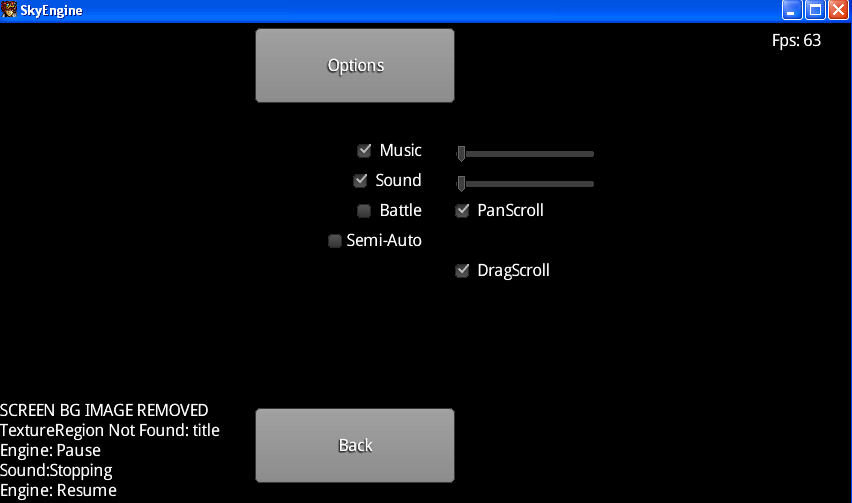 SkyEngine
Fps: 63
Options
Music
Sound
Battle PanScroll
Semi-Auto
DragScroll
SCREEN BG IMAGE REMOVED
TextureRegion Not Found: title
Engine: Pause
Sound:Stopping
Engine: Resume
Back